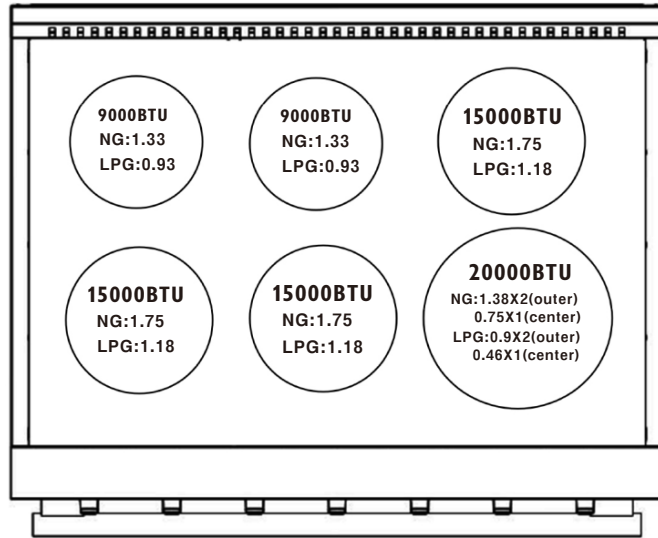 9000BTU
NG:1.33
LPG:0.93
9000BTU
NG:1.33
LPG:0.93
15000BTU
NG:1.75
LPG:1.18
15000BTU
NG:1.75
LPG:1.18
15000BTU
NG:1.75
LPG:1.18
20000BTU
NG:1.38X2(outer)
0.75X1(center)
LPG:0.9X2(outer)
0.46X1(center)